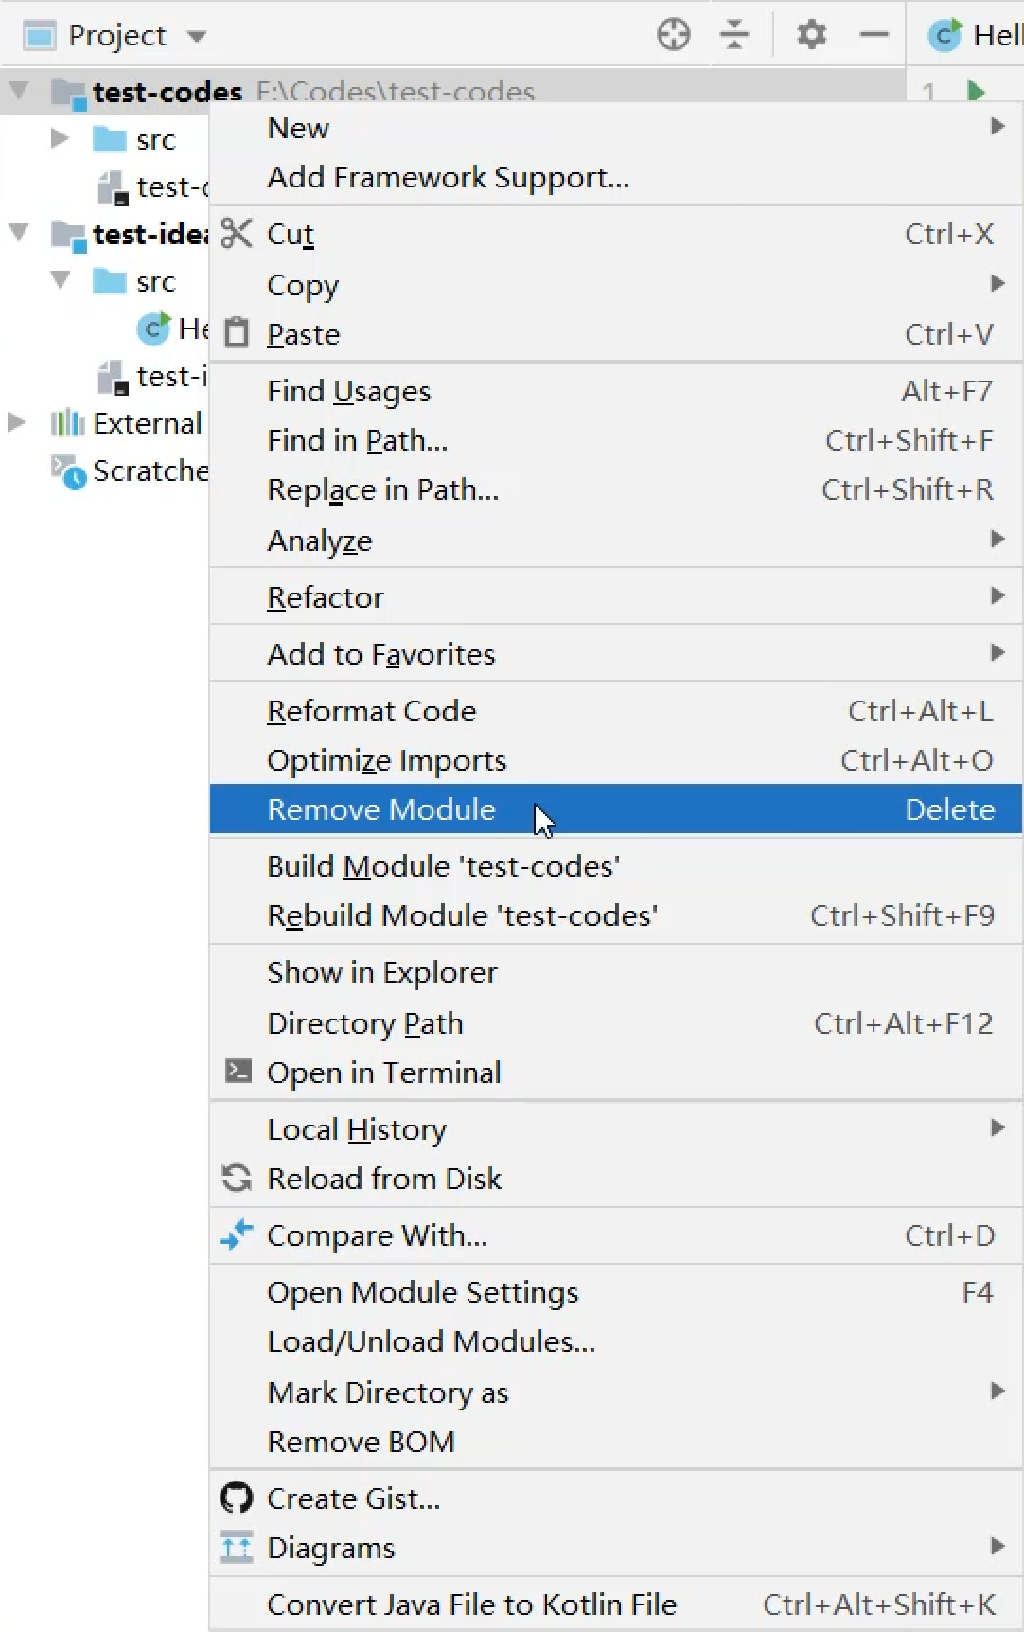 Project
Hell
test-codes F:\Codes\test-codes
1
src
test-c
test-idea
src
He
test-i
External
Scratche
New
Add Framework Support...
Cut Ctrl+X
Copy
Paste Ctrl+V
Find Usages Alt+F7
Find in Path... Ctrl+Shift+F
Replace in Path... Ctrl+Shift+R
Analyze
Refactor
Add to Favorites
Reformat Code Ctrl+Alt+L
Optimize Imports Ctrl+Alt+O
Remove Module Delete
Build Module 'test-codes'
Rebuild Module 'test-codes' Ctrl+Shift+F9
Show in Explorer
Directory Path Ctrl+Alt+F12
Open in Terminal
Local History
Reload from Disk
Compare With... Ctrl+D
Open Module Settings F4
Load/Unload Modules...
Mark Directory as
Remove BOM
Create Gist...
Diagrams
Convert Java File to Kotlin File Ctrl+Alt+Shift+K